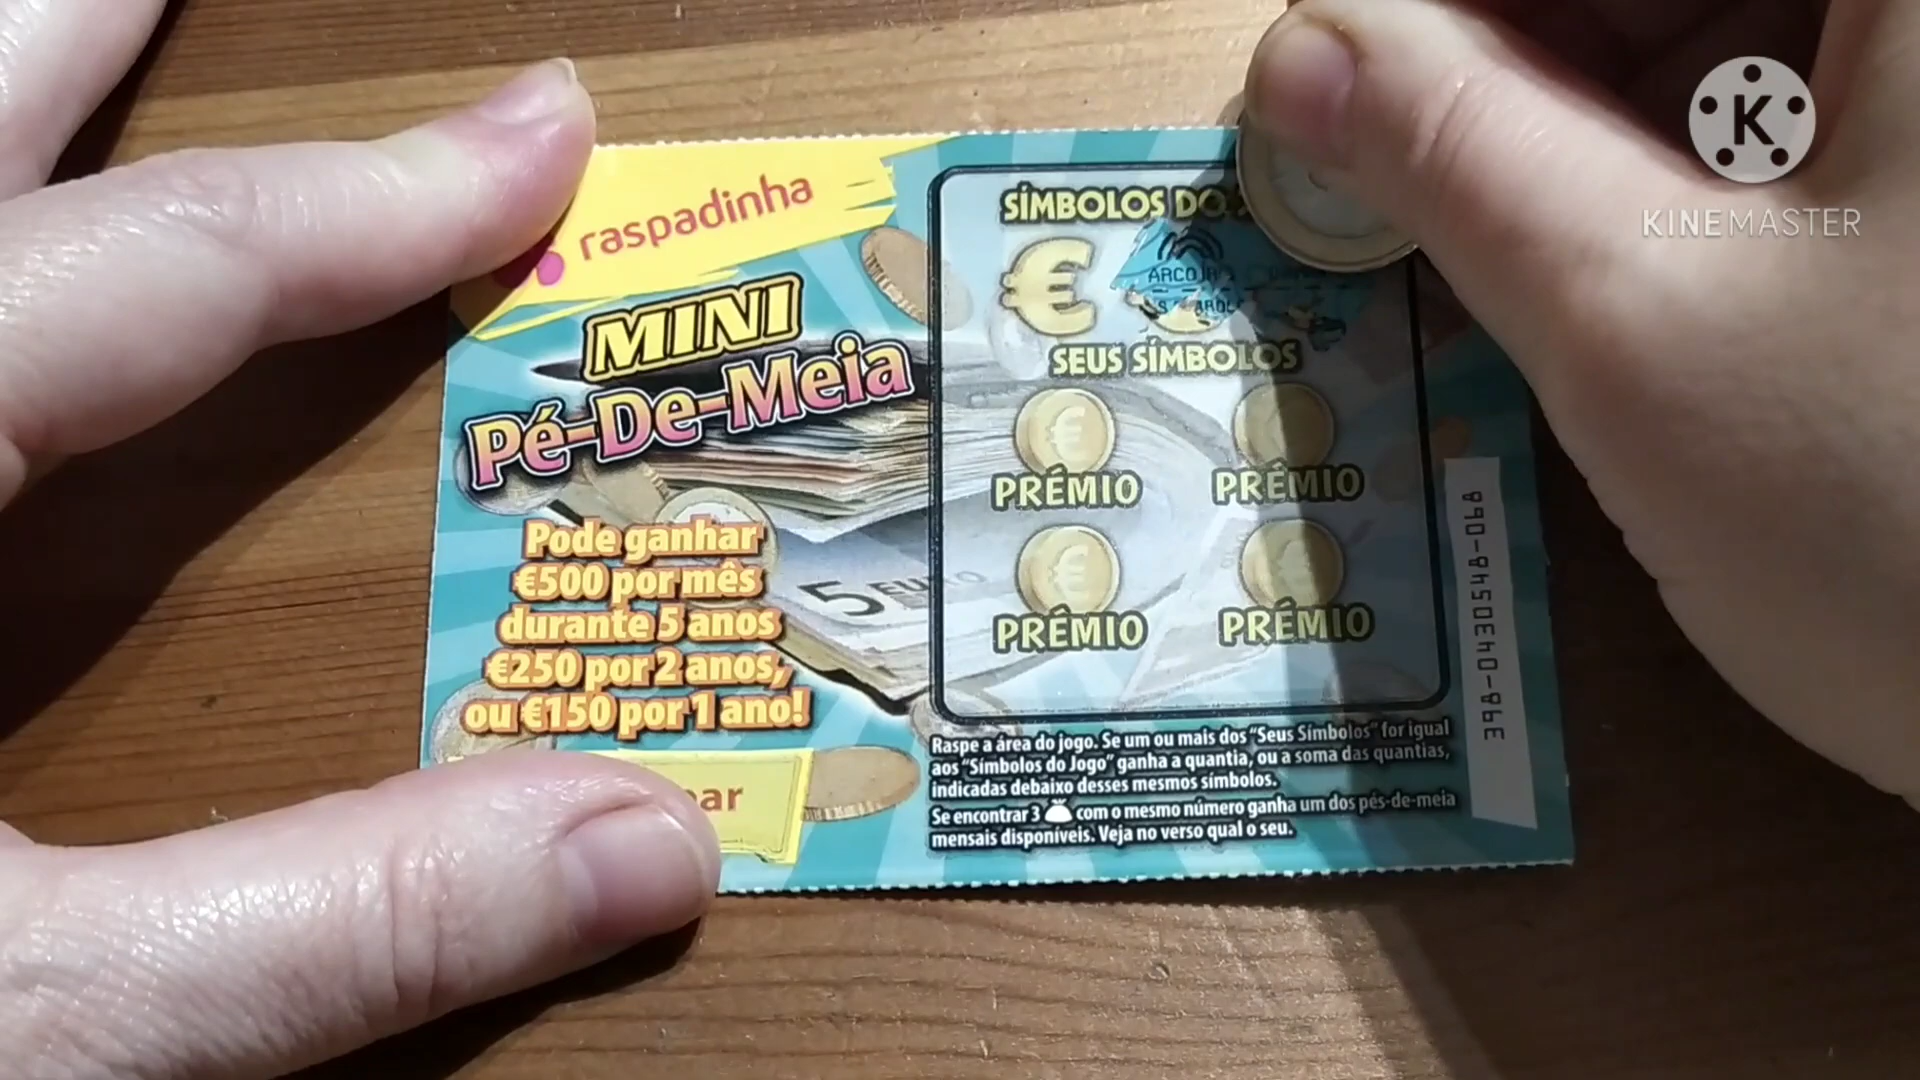 raspadinha
MINI
Pé-De-Meia
Pode ganhar
€500 por mês
durante 5 anos
€250 por 2 anos,
ou €150 por 1 ano!
SÍMBOLOS DO
€
ARCO
SEUS SÍMBOLOS
PRÉMIO PRÉMIO
PRÉMIO PRÉMIO
5 EURO
Raspe a área do jogo. Se um ou mais dos "Seus Símbolos" for igual
aos "Símbolos do Jogo" ganha a quantia, ou a soma das quantias,
indicadas debaixo desses mesmos símbolos.
Se encontrar 3 com o mesmo número ganha um dos pés-de-meia
mensais disponíveis. Veja no verso qual o seu.
398-0430548-068
K
KINEMASTER